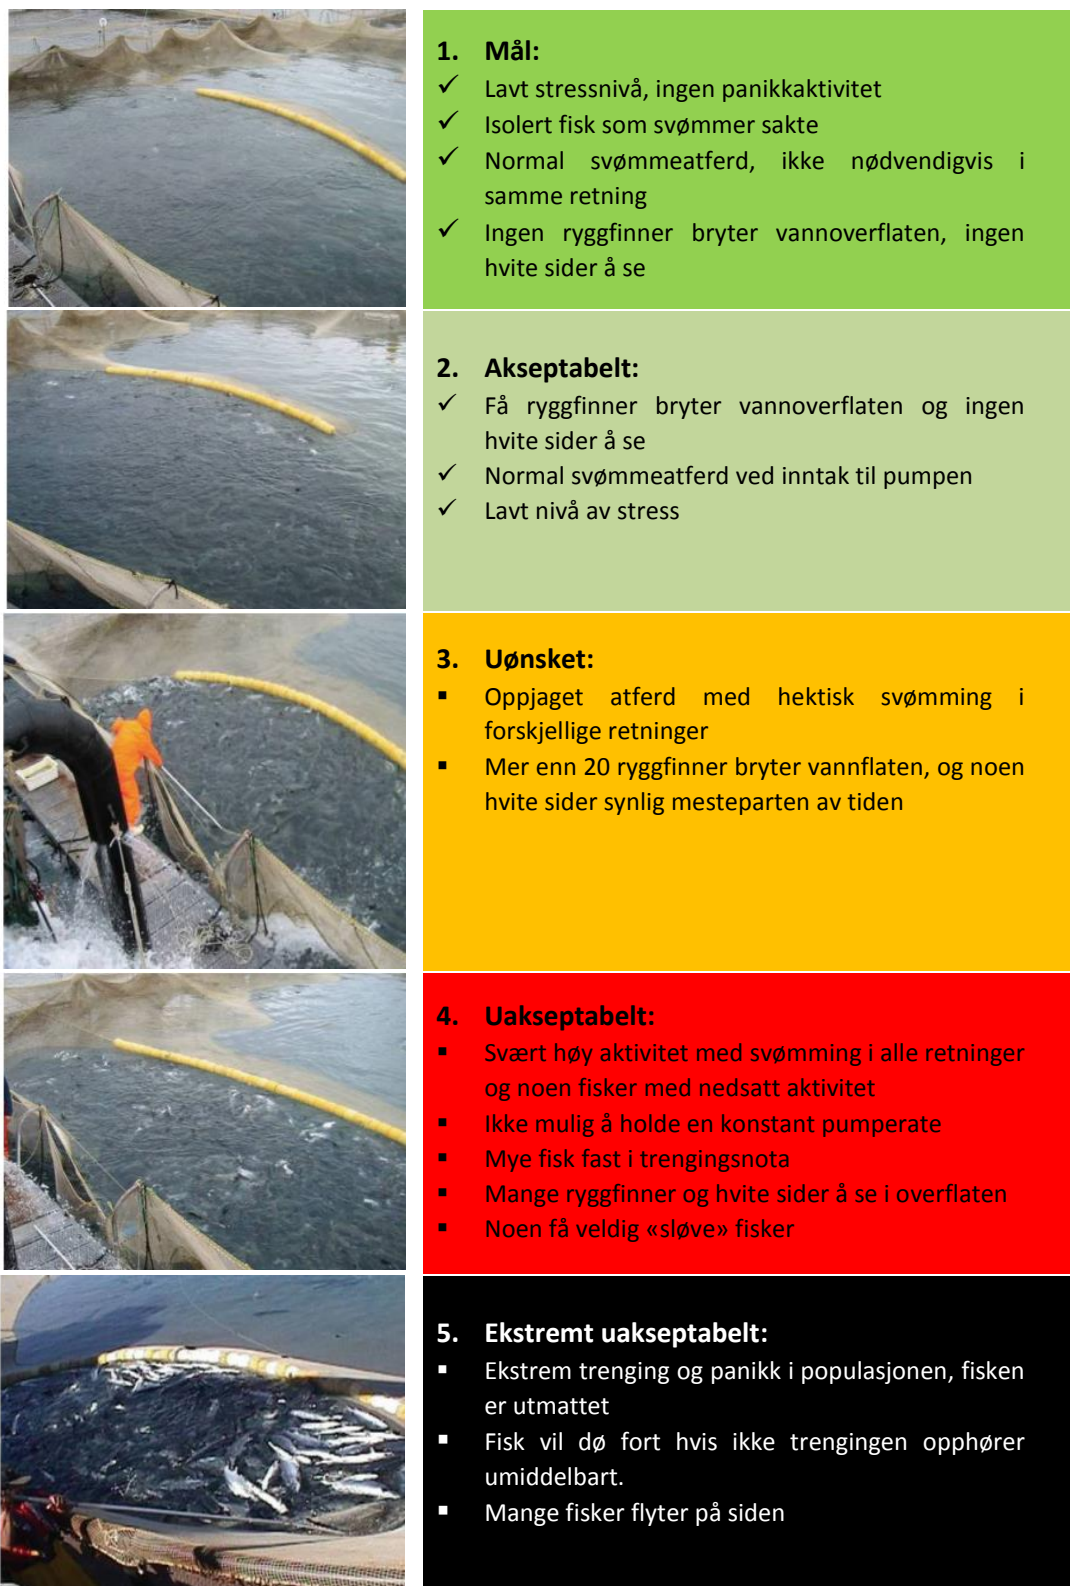 1. Mål:
✓ Lavt stressnivå, ingen panikkaktivitet
✓ Isolert fisk som svømmer sakte
✓ Normal svømmeatferd, ikke nødvendigvis i
samme retning
✓ Ingen ryggfinner bryter vannoverflaten, ingen
hvite sider å se
2. Akseptabelt:
✓ Få ryggfinner bryter vannoverflaten og ingen
hvite sider å se
✓ Normal svømmeatferd ved inntak til pumpen
✓ Lavt nivå av stress
3. Uønsket:
▪ Oppjaget atferd med hektisk svømming i
forskjellige retninger
▪ Mer enn 20 ryggfinner bryter vannflaten, og noen
hvite sider synlig mesteparten av tiden
4. Uakseptabelt:
▪ Svært høy aktivitet med svømming i alle retninger
og noen fisker med nedsatt aktivitet
▪ Ikke mulig å holde en konstant pumperate
▪ Mye fisk fast i trengingsnota
▪ Mange ryggfinner og hvite sider å se i overflaten
▪ Noen få veldig «sløve» fisker
5. Ekstremt uakseptabelt:
▪ Ekstrem trenging og panikk i populasjonen, fisken
er utmattet
▪ Fisk vil dø fort hvis ikke trengingen opphører
umiddelbart.
▪ Mange fisker flyter på siden